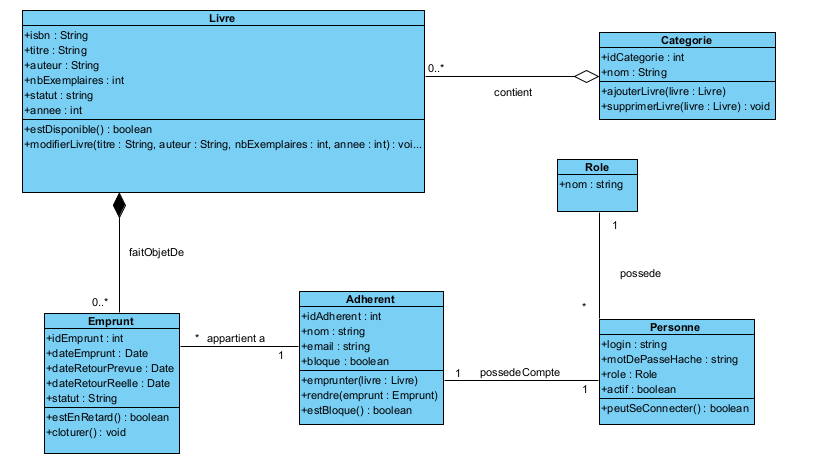 Livre
+isbn : String
+titre : String
+auteur : String
+nbExemplaires : int
+statut : string
+annee : int
+estDisponible() : boolean
+modifierLivre(titre : String, auteur : String, nbExemplaires : int, annee : int) : voi...
Categorie
+idCategorie : int
+nom : String
+ajouterLivre(livre : Livre)
+supprimerLivre(livre : Livre) : void
0..*
contient
Role
+nom : string
1
possede
*
faitObjetDe
0..*
Emprunt
+idEmprunt : int
+dateEmprunt : Date
+dateRetourPrevue : Date
+dateRetourReelle : Date
+statut : String
+estEnRetard() : boolean
+cloturer() : void
* appartient a
1
Adherent
+idAdherent : int
+nom : string
+email : string
+bloque : boolean
+emprunter(livre : Livre)
+rendre(emprunt : Emprunt)
+estBloque() : boolean
1 possedeCompte
1
Personne
+login : string
+motDePasseHache : string
+role : Role
+actif : boolean
+peutSeConnecter() : boolean